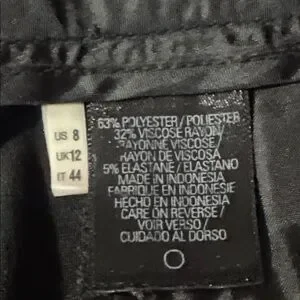 US 8
UK 12
IT 44
63% POLYESTER / POLIESTER
32% VISCOSE RAYON/
RAYONNE VISCOSE/
RAYON DE VISCOSA
5% ELASTANE / ELASTANO
MADE IN INDONESIA
FABRIQUE EN INDONESIE
HECHO EN INDONESIA
CARE ON REVERSE /
VOIR VERSO /
CUIDADO AL DORSO